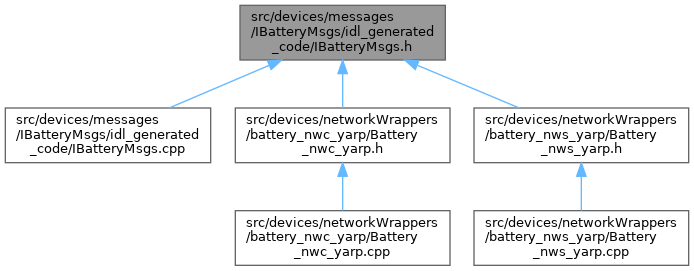 src/devices/messages
/IBatteryMsgs/idl_generated
_code/IBatteryMsgs.h
src/devices/messages
/IBatteryMsgs/idl_generated
_code/IBatteryMsgs.cpp
src/devices/networkWrappers
/battery_nwc_yarp/Battery
_nwc_yarp.h
src/devices/networkWrappers
/battery_nws_yarp/Battery
_nws_yarp.h
src/devices/networkWrappers
/battery_nwc_yarp/Battery
_nwc_yarp.cpp
src/devices/networkWrappers
/battery_nws_yarp/Battery
_nws_yarp.cpp